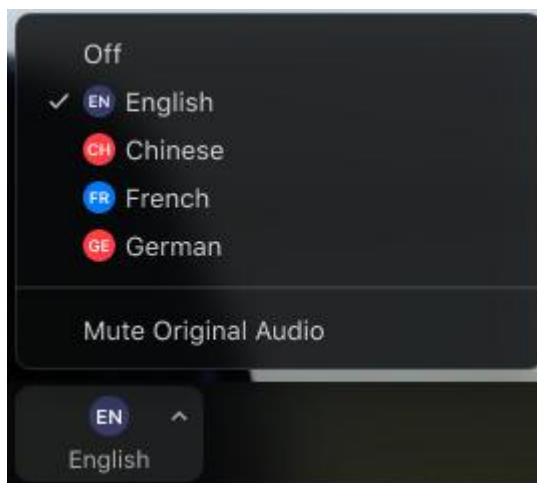 Off
EN English
CH Chinese
FR French
GE German
Mute Original Audio
EN
English